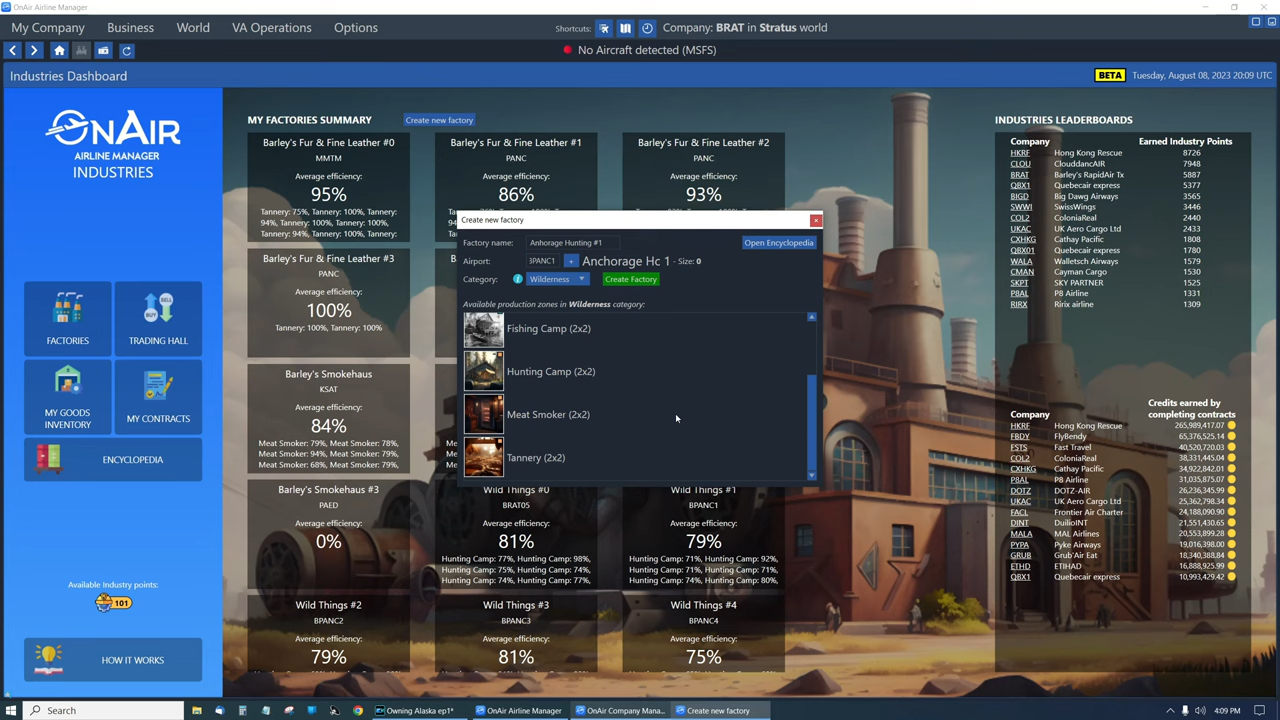 OnAir Airline Manager
My Company
Business
World
VA Operations
Options
Shortcuts:
Company: BRAT in Stratus world
No Aircraft detected (MSFS)
Industries Dashboard
BETA
Tuesday, August 08, 2023 20:09 UTC
ONAIR
AIRLINE MANAGER
INDUSTRIES
FACTORIES
TRADING HALL
MY GOODS
INVENTORY
MY CONTRACTS
ENCYCLOPEDIA
Available Industry points:
101
HOW IT WORKS
MY FACTORIES SUMMARY
Create new factory
Barley's Fur & Fine Leather #0
MMTM
Average efficiency:
95%
Tannery: 75%, Tannery: 100%, Tannery:
94%, Tannery: 100%, Tannery: 100%,
Tannery: 94%, Tannery: 100%,
Barley's Fur & Fine Leather #1
PANC
Average efficiency:
86%
Barley's Fur & Fine Leather #2
PANC
Average efficiency:
93%
Barley's Fur & Fine Leather #3
PANC
Average efficiency:
100%
Tannery: 100%, Tannery: 100%
Barley's Smokehaus
KSAT
Average efficiency:
84%
Meat Smoker: 79%, Meat Smoker: 78%,
Meat Smoker: 94%, Meat Smoker: 79%,
Meat Smoker: 68%, Meat Smoker: 79%,
Barley's Smokehaus #3
PAED
Average efficiency:
0%
Wild Things #0
BRAT05
Average efficiency:
81%
Hunting Camp: 77%, Hunting Camp: 98%,
Hunting Camp: 75%, Hunting Camp: 74%,
Hunting Camp: 74%, Hunting Camp: 77%,
Wild Things #1
BPANC1
Average efficiency:
79%
Hunting Camp: 71%, Hunting Camp: 92%,
Hunting Camp: 71%, Hunting Camp: 71%,
Hunting Camp: 74%, Hunting Camp: 80%,
Wild Things #2
BPANC2
Average efficiency:
79%
Wild Things #3
BPANC3
Average efficiency:
81%
Wild Things #4
BPANC4
Average efficiency:
75%
Create new factory
Factory name:
Anhorage Hunting #1
Open Encyclopedia
Airport:
3PANC1
+
Anchorage Hc 1 - Size: 0
Category:
Wilderness
Create Factory
Available production zones in Wilderness category:
Fishing Camp (2x2)
Hunting Camp (2x2)
Meat Smoker (2x2)
Tannery (2x2)
INDUSTRIES LEADERBOARDS
Company Earned Industry Points
HKRF Hong Kong Rescue 8726
CLOU CloudancAIR 7948
BRAT Barley's RapidAir Tx 5887
QBX1 Quebecair express 5377
BIGD Big Dawg Airways 3565
SWWI SwissWings 3446
COL2 ColoniaReal 2440
UKAC UK Aero Cargo Ltd 2433
CXHKG Cathay Pacific 1808
QBX01 Quebecair express 1780
WALA Walletsch Airways 1579
CMAN Cayman Cargo 1530
SKPT SKY PARTNER 1525
P8AL P8 Airline 1331
RIRX Ririx airline 1309
Company Credits earned by
completing contracts
HKRF Hong Kong Rescue 265,989,417.07
FBDY FlyBendy 65,376,525.14
FSTS Fast Travel 40,520,720.03
COL2 ColoniaReal 38,331,445.04
CXHKG Cathay Pacific 34,922,842.01
P8AL P8 Airline 31,035,875.07
DOTZ DOTZ-AIR 26,236,345.99
UKAC UK Aero Cargo Ltd 25,362,798.34
FACL Frontier Air Charter 24,188,090.90
DINT DuilioINT 21,551,430.65
MALA MAL Airlines 20,553,899.28
PYPA Pyke Airways 19,016,398.00
GRUB Grub'Air Eat 18,340,388.84
ETHD ETIHAD 16,888,925.99
QBX1 Quebecair express 10,993,429.42
Search
Owning Alaska ep1*
OnAir Airline Manager
OnAir Company Mana...
Create new factory
4:09 PM